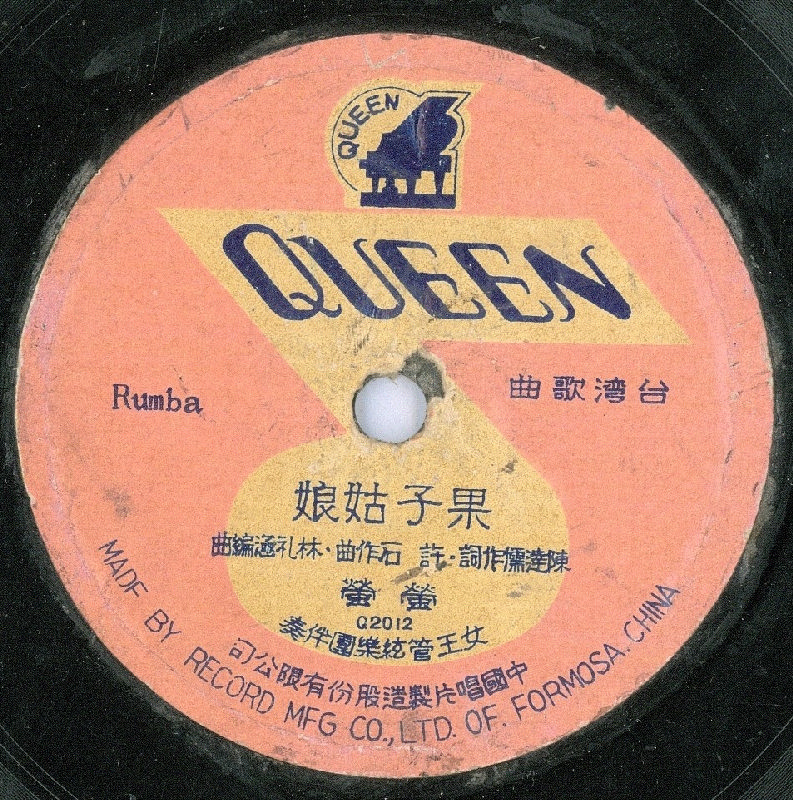 QUEEN
QUEEN
Rumba
台湾歌曲
果子姑娘
陳達儒作詞·許 石作曲·林礼涵編曲
螢 螢
Q2012
女王管絃樂團伴奏
中國唱片製造股份有限公司
MADE BY RECORD MFG CO., LTD. OF. FORMOSA. CHINA